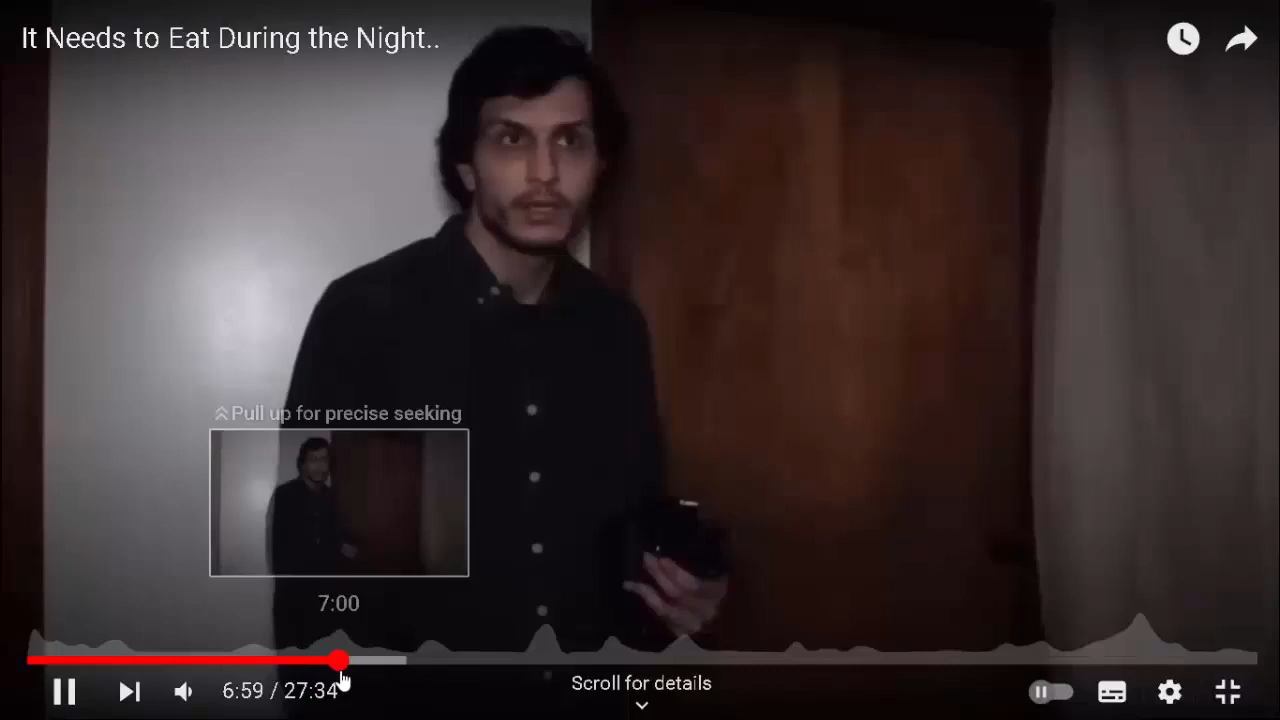 It Needs to Eat During the Night..
Pull up for precise seeking
7:00
6:59 / 27:34
Scroll for details